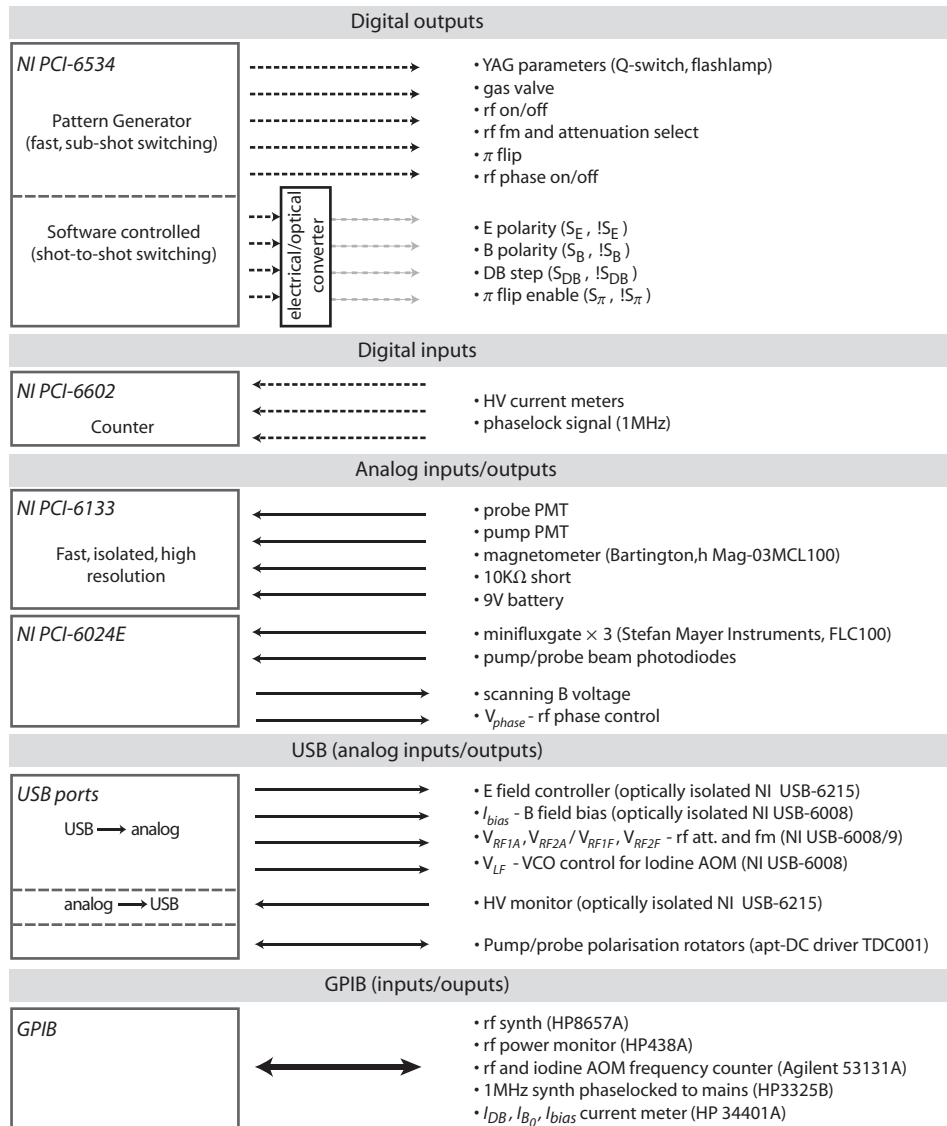 Digital outputs
NI PCI-6534
Pattern Generator
(fast, sub-shot switching)
• YAG parameters (Q-switch, flashlamp)
• gas valve
• rf on/off
• rf fm and attenuation select
• π flip
• rf phase on/off
Software controlled
(shot-to-shot switching)
electrical/optical
converter
• E polarity (S_E , !S_E )
• B polarity (S_B , !S_B )
• DB step (S_DB , !S_DB )
• π flip enable (S_π , !S_π )
Digital inputs
NI PCI-6602
Counter
• HV current meters
• phaselock signal (1MHz)
Analog inputs/outputs
NI PCI-6133
Fast, isolated, high
resolution
• probe PMT
• pump PMT
• magnetometer (Bartington,h Mag-03MCL100)
• 10KΩ short
• 9V battery
NI PCI-6024E
• minifluxgate × 3 (Stefan Mayer Instruments, FLC100)
• pump/probe beam photodiodes
• scanning B voltage
• V_phase - rf phase control
USB (analog inputs/outputs)
USB ports
USB → analog
• E field controller (optically isolated NI USB-6215)
• I_bias - B field bias (optically isolated NI USB-6008)
• V_RF1A , V_RF2A / V_RF1F , V_RF2F - rf att. and fm (NI USB-6008/9)
• V_LF - VCO control for Iodine AOM (NI USB-6008)
analog → USB
• HV monitor (optically isolated NI USB-6215)
• Pump/probe polarisation rotators (apt-DC driver TDC001)
GPIB (inputs/ouputs)
GPIB
• rf synth (HP8657A)
• rf power monitor (HP438A)
• rf and iodine AOM frequency counter (Agilent 53131A)
• 1MHz synth phaselocked to mains (HP3325B)
• I_DB , I_B0 , I_bias current meter (HP 34401A)